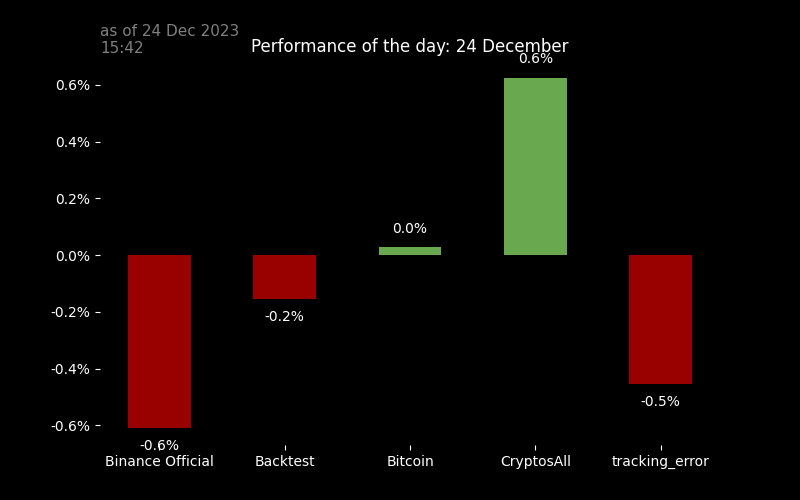 as of 24 Dec 2023
15:42
Performance of the day: 24 December
0.6%
0.6%
0.4%
0.2%
0.0%
0.0%
-0.2%
-0.2%
-0.4%
-0.5%
-0.6%
-0.6%
Binance Official
Backtest
Bitcoin
CryptosAll
tracking_error